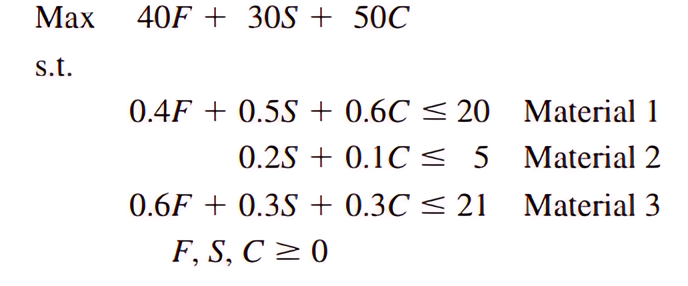 Max 40F + 30S + 50C
s.t.
0.4F + 0.5S + 0.6C ≤ 20 Material 1
0.2S + 0.1C ≤ 5 Material 2
0.6F + 0.3S + 0.3C ≤ 21 Material 3
F, S, C ≥ 0